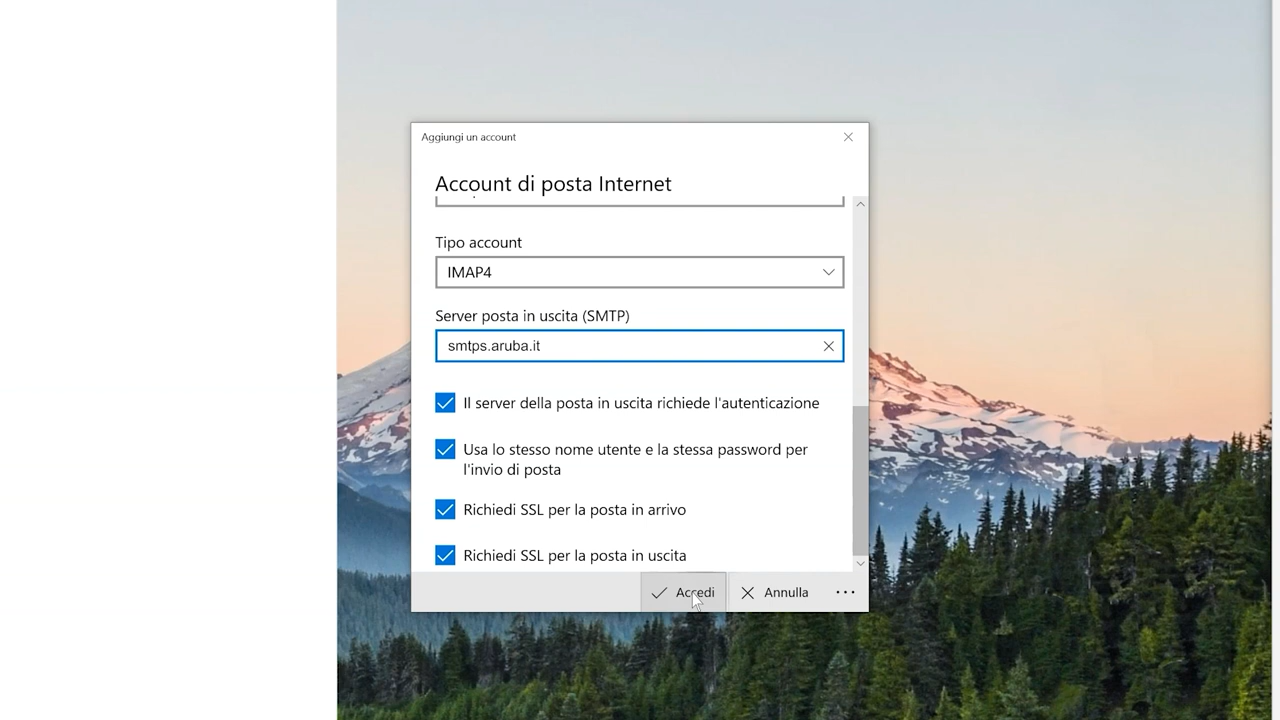 Aggiungi un account
Account di posta Internet
Tipo account
IMAP4
Server posta in uscita (SMTP)
smtps.aruba.it
Il server della posta in uscita richiede l'autenticazione
Usa lo stesso nome utente e la stessa password per
l'invio di posta
Richiedi SSL per la posta in arrivo
Richiedi SSL per la posta in uscita
Accedi
Annulla